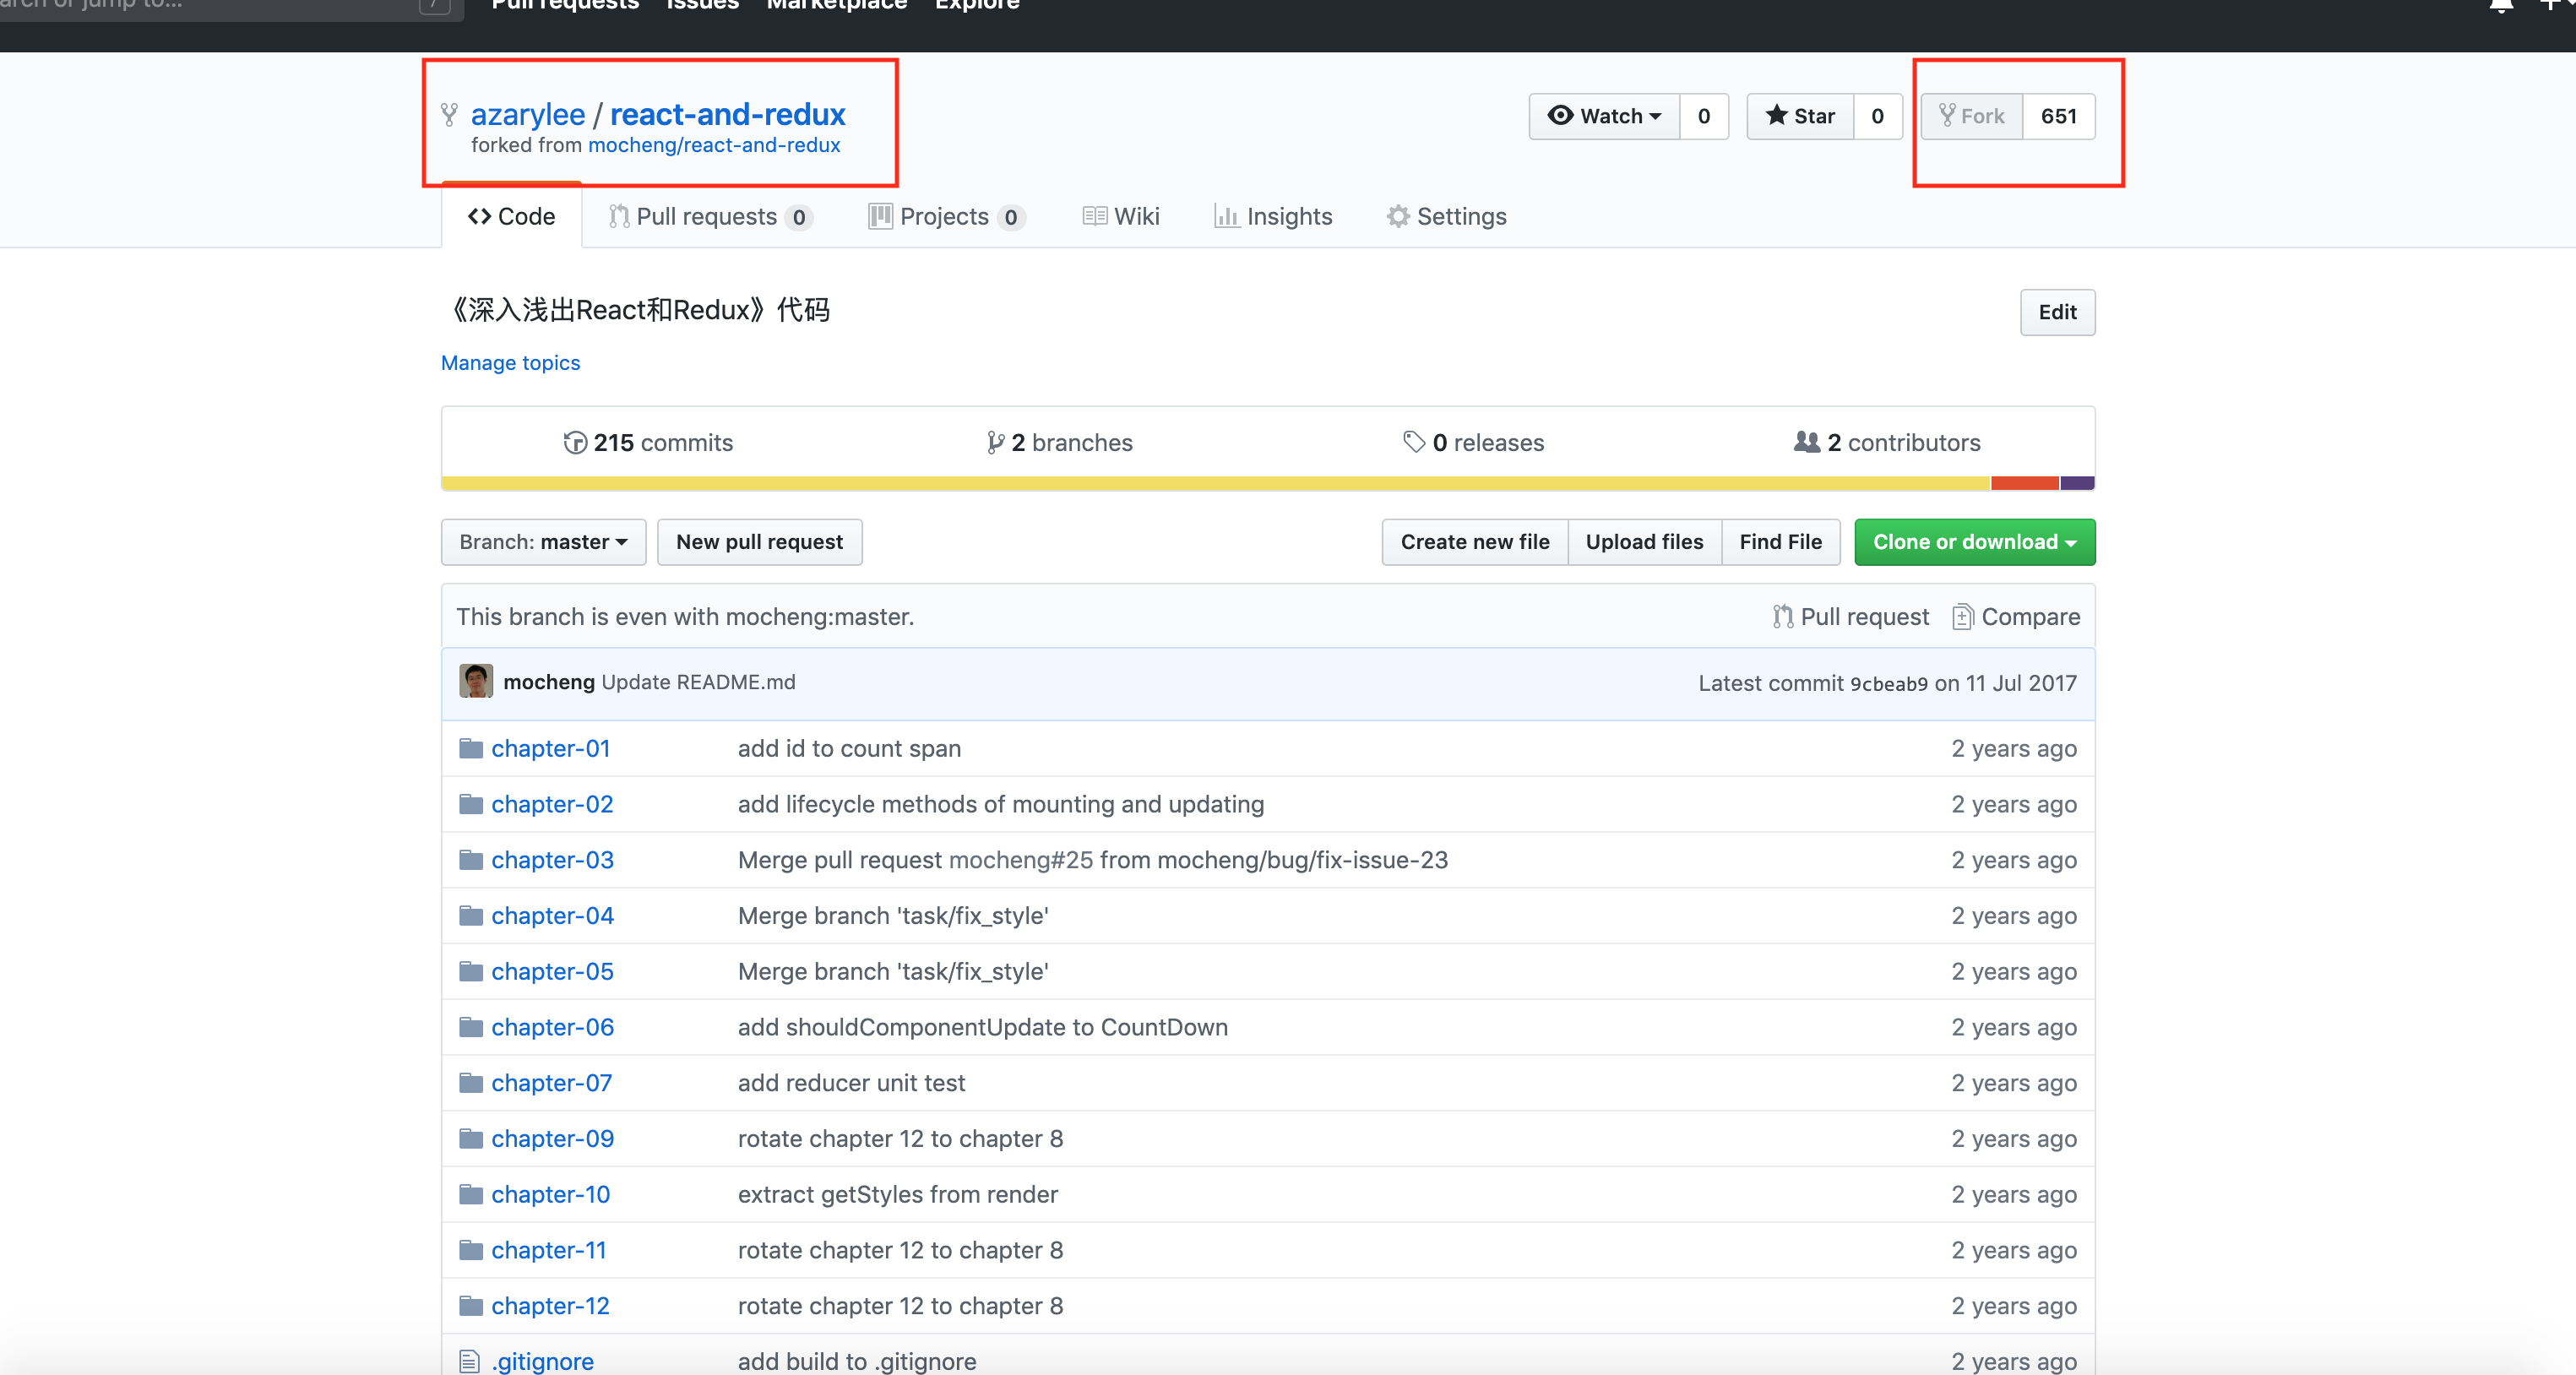 Pull requests Issues Marketplace Explore
azarylee / react-and-redux
forked from mocheng/react-and-redux
Watch 0 Star 0 Fork 651
Code Pull requests 0 Projects 0 Wiki Insights Settings
《深入浅出React和Redux》代码 Edit
Manage topics
215 commits 2 branches 0 releases 2 contributors
Branch: master New pull request Create new file Upload files Find File Clone or download
This branch is even with mocheng:master. Pull request Compare
mocheng Update README.md Latest commit 9cbeab9 on 11 Jul 2017
chapter-01 add id to count span 2 years ago
chapter-02 add lifecycle methods of mounting and updating 2 years ago
chapter-03 Merge pull request mocheng#25 from mocheng/bug/fix-issue-23 2 years ago
chapter-04 Merge branch 'task/fix_style' 2 years ago
chapter-05 Merge branch 'task/fix_style' 2 years ago
chapter-06 add shouldComponentUpdate to CountDown 2 years ago
chapter-07 add reducer unit test 2 years ago
chapter-09 rotate chapter 12 to chapter 8 2 years ago
chapter-10 extract getStyles from render 2 years ago
chapter-11 rotate chapter 12 to chapter 8 2 years ago
chapter-12 rotate chapter 12 to chapter 8 2 years ago
.gitignore add build to .gitignore 2 years ago